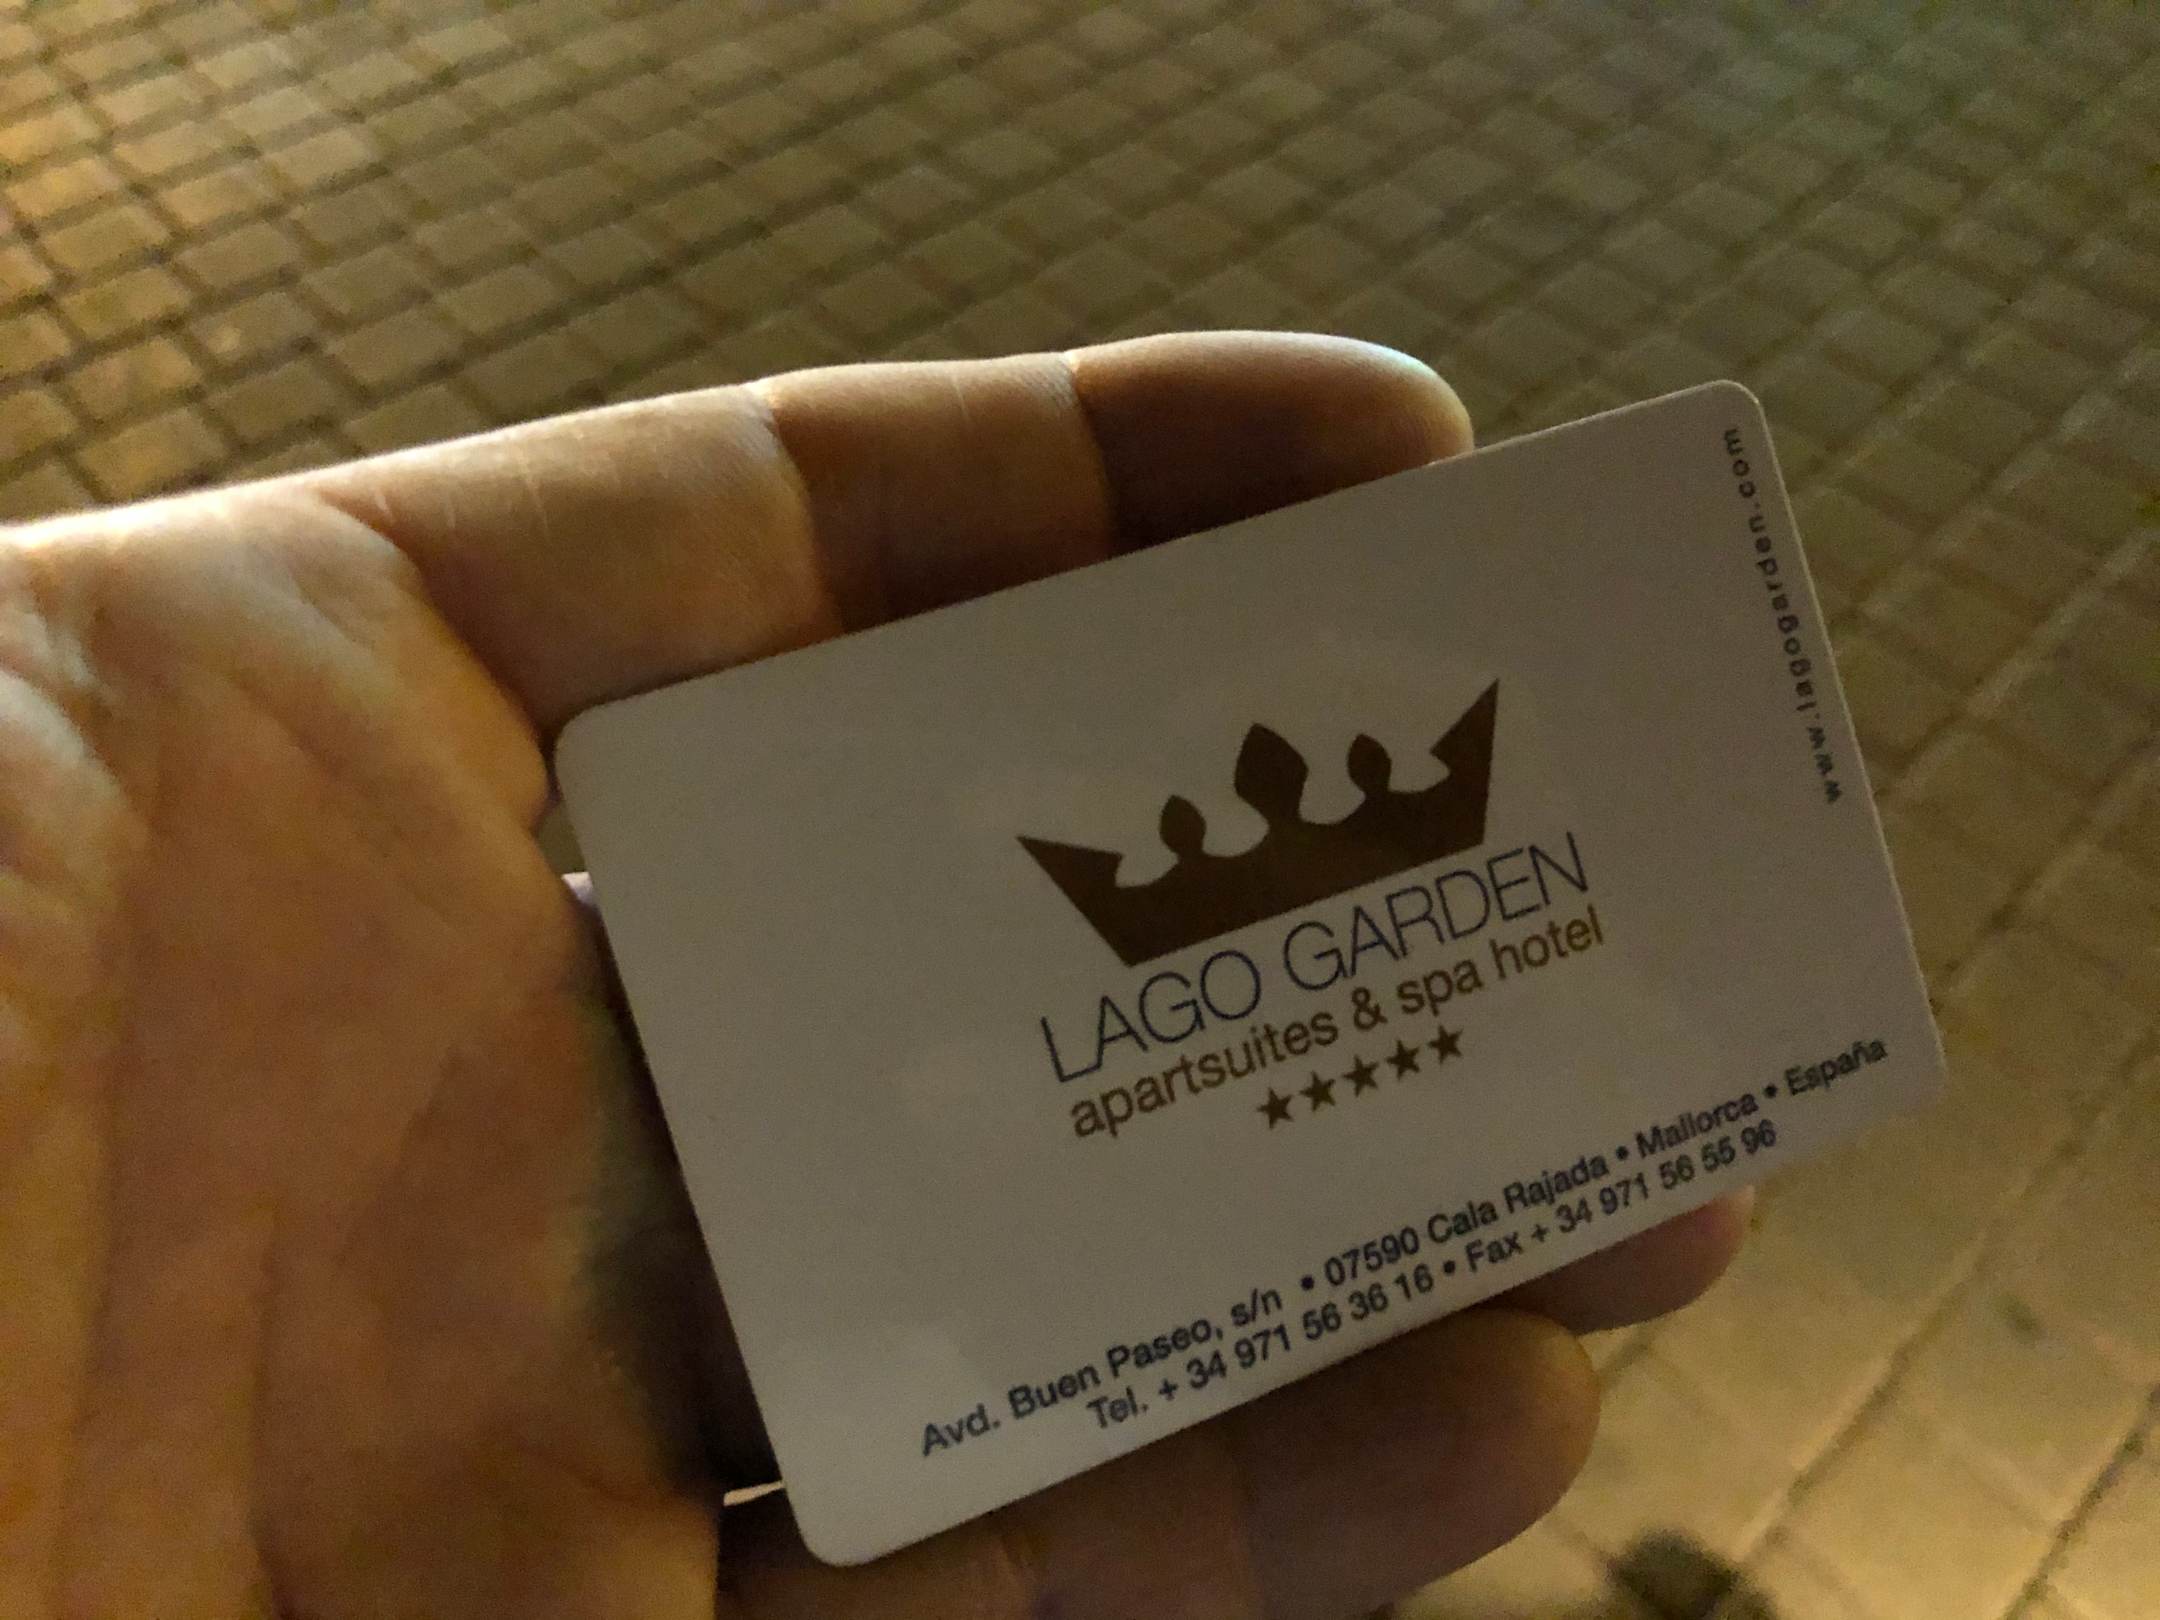 www.lagogarden.com
LAGO GARDEN
apartsuites & spa hotel
Avd. Buen Paseo, s/n • 07590 Cala Rajada • Mallorca • España
Tel. + 34 971 56 36 16 • Fax + 34 971 56 55 96